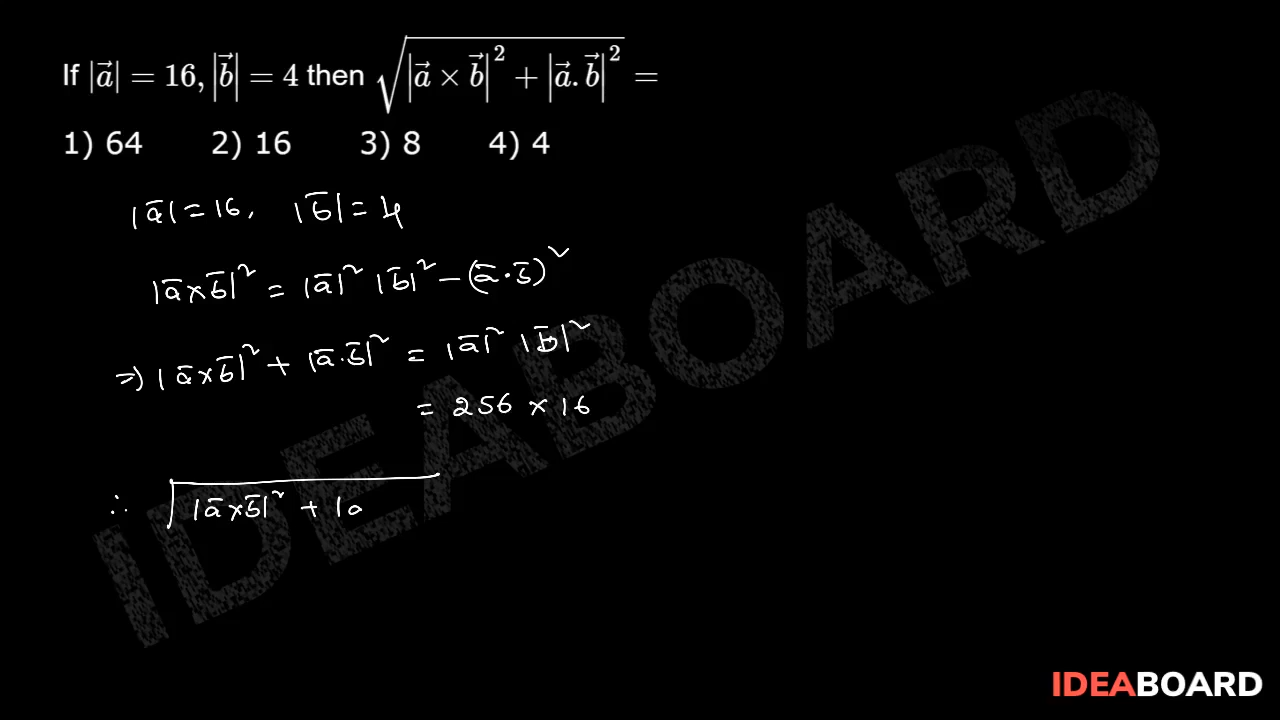 If |a⃗| = 16, |b⃗| = 4 then √(|a⃗ × b⃗|² + |a⃗.b⃗|²) =
1) 64 2) 16 3) 8 4) 4
|a̅| = 16, |b̅| = 4
|a̅×b̅|² = |a̅|² |b̅|² − (a̅·b̅)²
⇒ |a̅×b̅|² + |a̅·b̅|² = |a̅|² |b̅|²
= 256 × 16
∴ √(|a̅×b̅|² + |a
IDEABOARD
IDEABOARD